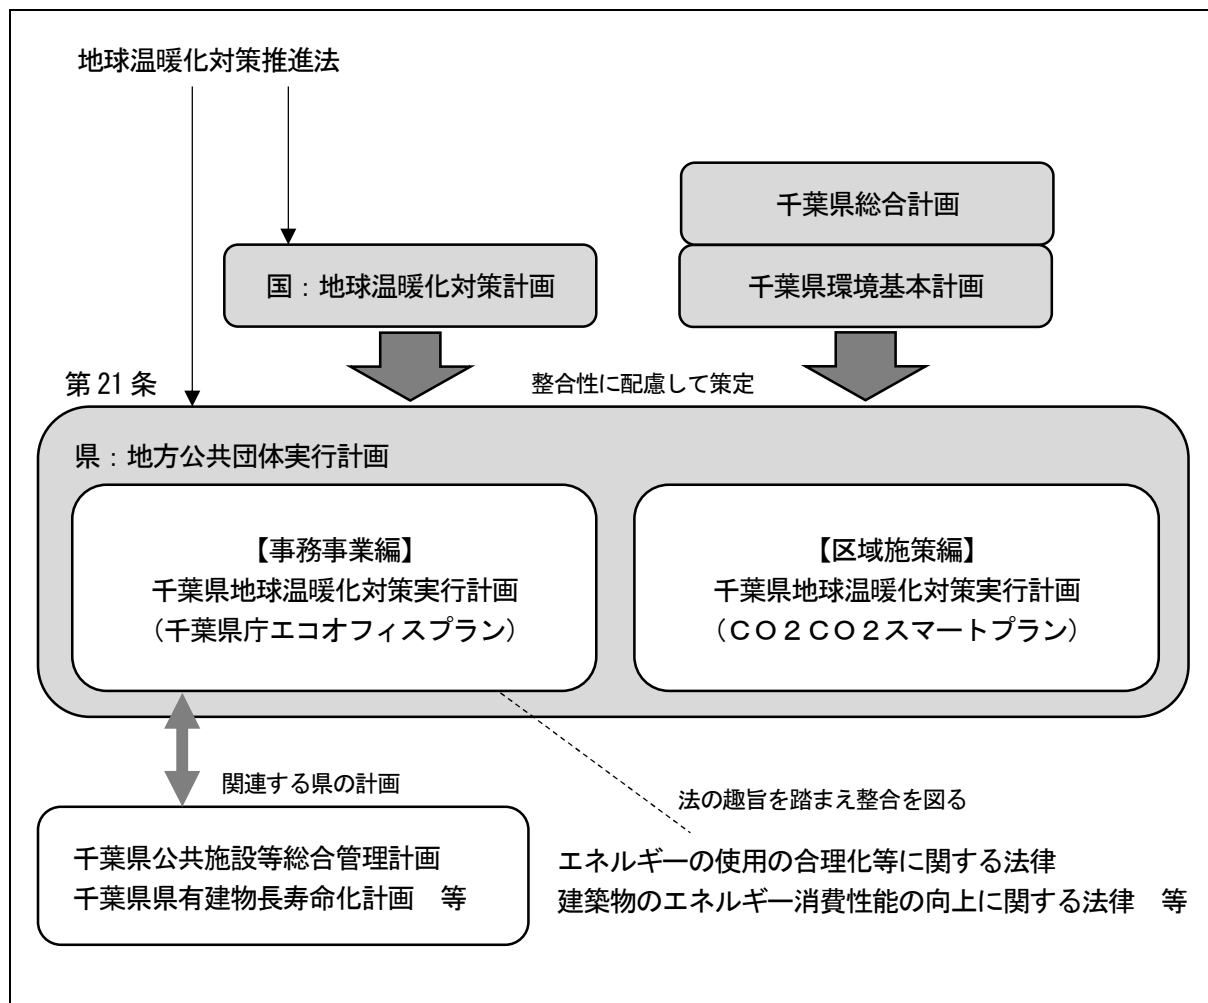 地球温暖化対策推進法
千葉県総合計画
国：地球温暖化対策計画
千葉県環境基本計画
第 21 条
整合性に配慮して策定
県：地方公共団体実行計画
【事務事業編】
千葉県地球温暖化対策実行計画
（千葉県庁エコオフィスプラン）
【区域施策編】
千葉県地球温暖化対策実行計画
（ＣＯ２ＣＯ２スマートプラン）
関連する県の計画
法の趣旨を踏まえ整合を図る
千葉県公共施設等総合管理計画
千葉県県有建物長寿命化計画　等
エネルギーの使用の合理化等に関する法律
建築物のエネルギー消費性能の向上に関する法律　等